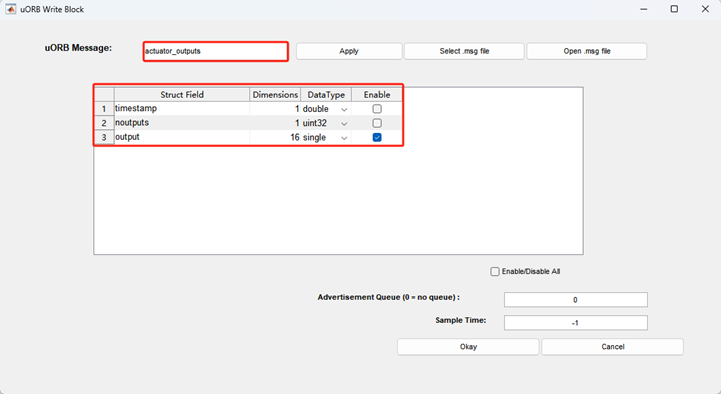 uORB Write Block
uORB Message: actuator_outputs Apply Select .msg file Open .msg file
Struct Field Dimensions DataType Enable
1 timestamp 1 double
2 noutputs 1 uint32
3 output 16 single
Enable/Disable All
Advertisement Queue (0 = no queue) : 0
Sample Time: -1
Okay Cancel